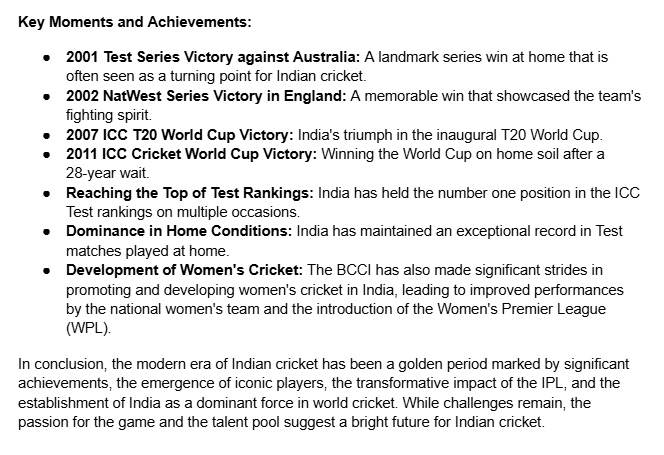 Key Moments and Achievements:
● 2001 Test Series Victory against Australia: A landmark series win at home that is
often seen as a turning point for Indian cricket.
● 2002 NatWest Series Victory in England: A memorable win that showcased the team's
fighting spirit.
● 2007 ICC T20 World Cup Victory: India's triumph in the inaugural T20 World Cup.
● 2011 ICC Cricket World Cup Victory: Winning the World Cup on home soil after a
28-year wait.
● Reaching the Top of Test Rankings: India has held the number one position in the ICC
Test rankings on multiple occasions.
● Dominance in Home Conditions: India has maintained an exceptional record in Test
matches played at home.
● Development of Women's Cricket: The BCCI has also made significant strides in
promoting and developing women's cricket in India, leading to improved performances
by the national women's team and the introduction of the Women's Premier League
(WPL).
In conclusion, the modern era of Indian cricket has been a golden period marked by significant
achievements, the emergence of iconic players, the transformative impact of the IPL, and the
establishment of India as a dominant force in world cricket. While challenges remain, the
passion for the game and the talent pool suggest a bright future for Indian cricket.